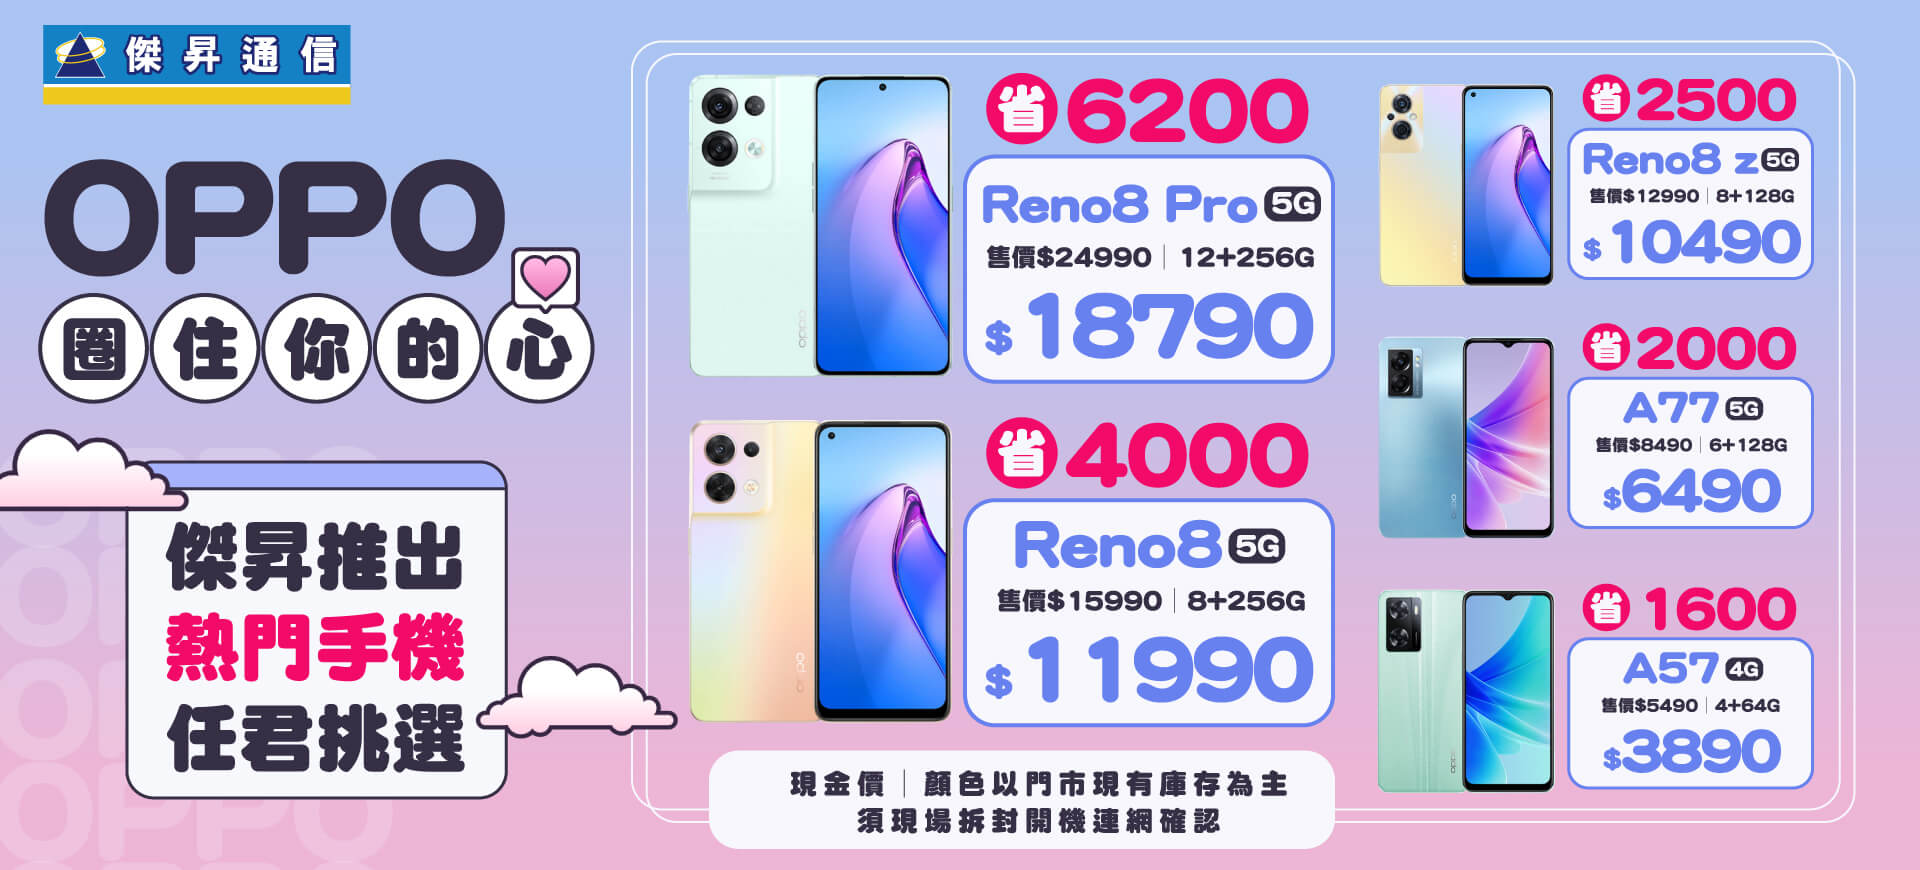 傑昇通信
OPPO
圈住你的心
傑昇推出
熱門手機
任君挑選
省6200
Reno8 Pro 5G
售價$24990｜12+256G
$18790
省4000
Reno8 5G
售價$15990｜8+256G
$11990
省2500
Reno8 z 5G
售價$12990｜8+128G
$10490
省2000
A77 5G
售價$8490｜6+128G
$6490
省1600
A57 4G
售價$5490｜4+64G
$3890
現金價｜顏色以門市現有庫存為主
須現場拆封開機連網確認
oppo
oppo
oppo
oppo
OPPO